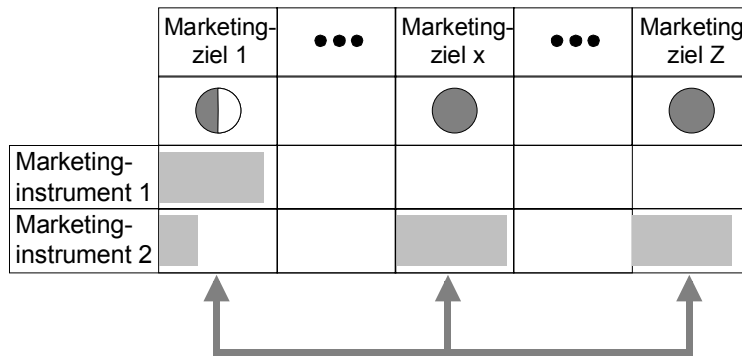 Marketing-
ziel 1
●●●
Marketing-
ziel x
●●●
Marketing
ziel Z
Marketing-
instrument 1
Marketing-
instrument 2